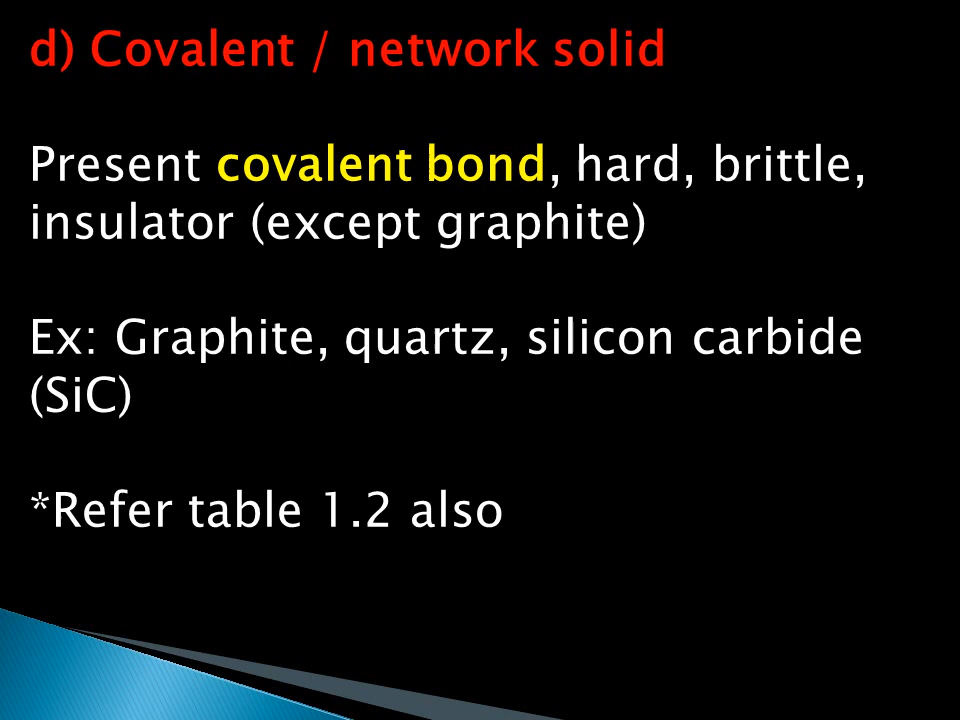 d) Covalent / network solid
Present covalent bond, hard, brittle,
insulator (except graphite)
Ex: Graphite, quartz, silicon carbide
(SiC)
*Refer table 1.2 also